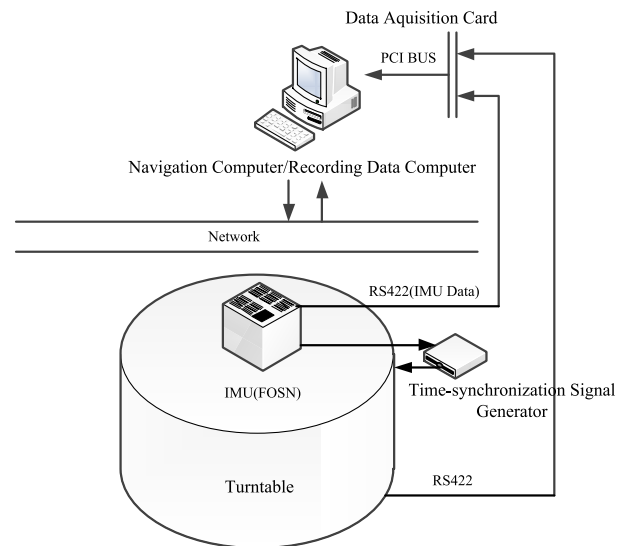 Data Aquisition Card
PCI BUS
Navigation Computer/Recording Data Computer
Network
RS422(IMU Data)
IMU(FOSN)
Time-synchronization Signal
Generator
Turntable
RS422